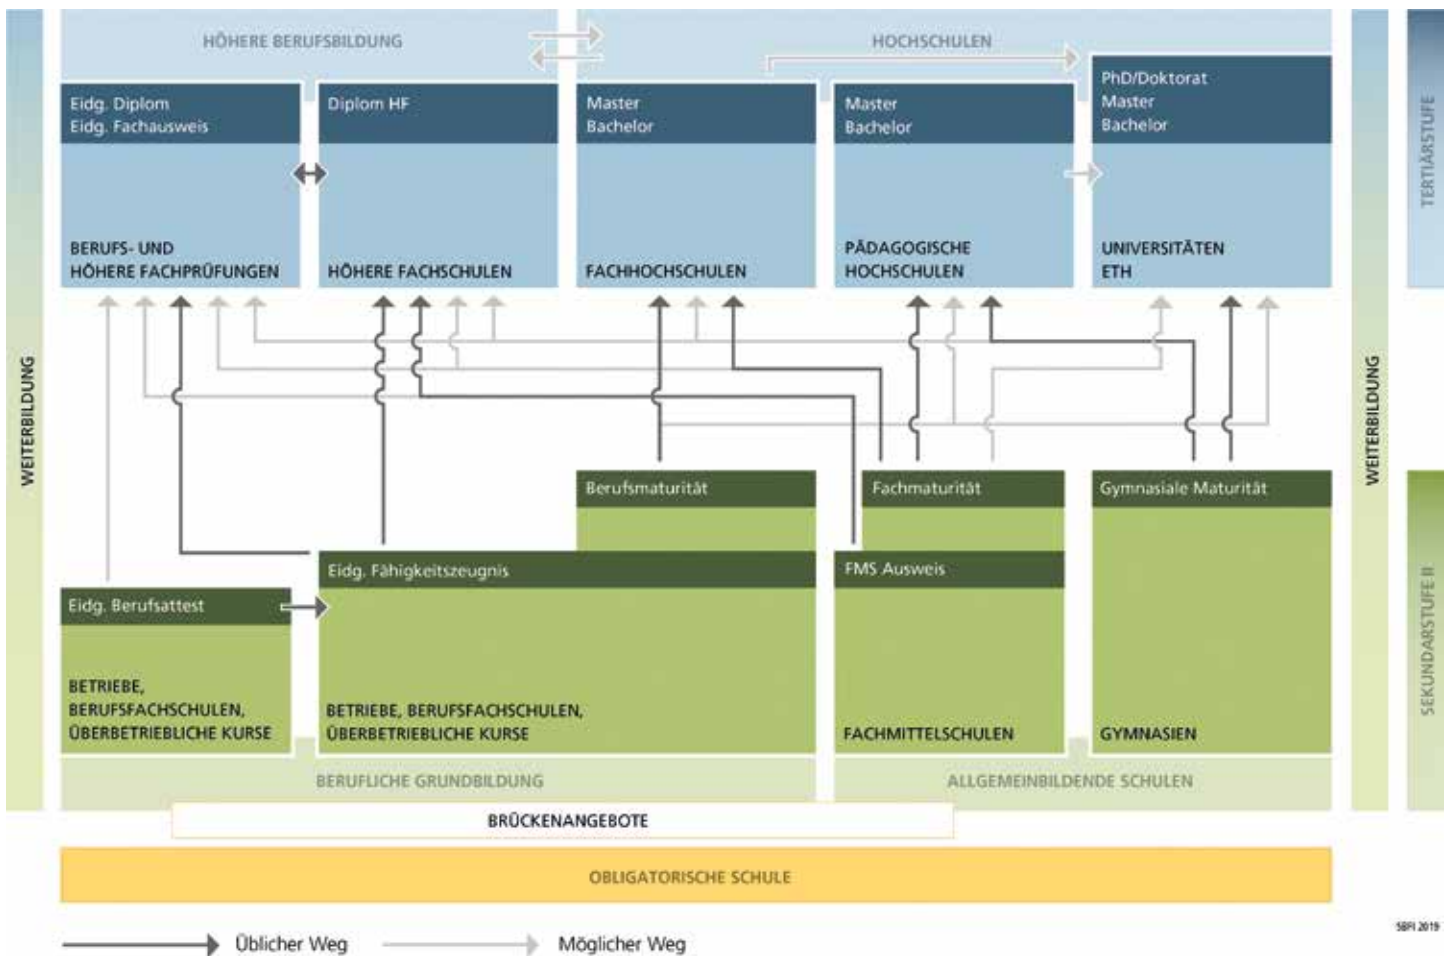 HÖHERE BERUFSBILDUNG
HOCHSCHULEN
Eidg. Diplom
Eidg. Fachausweis
Diplom HF
Master
Bachelor
Master
Bachelor
PhD/Doktorat
Master
Bachelor
BERUFS- UND
HÖHERE FACHPRÜFUNGEN
HÖHERE FACHSCHULEN
FACHHOCHSCHULEN
PÄDAGOGISCHE
HOCHSCHULEN
UNIVERSITÄTEN
ETH
TERTIÄRSTUFE
WEITERBILDUNG
WEITERBILDUNG
Berufsmaturität
Fachmaturität
Gymnasiale Maturität
Eidg. Fähigkeitszeugnis
FMS Ausweis
Eidg. Berufsattest
BETRIEBE,
BERUFSFACHSCHULEN,
ÜBERBETRIEBLICHE KURSE
BETRIEBE, BERUFSFACHSCHULEN,
ÜBERBETRIEBLICHE KURSE
FACHMITTELSCHULEN
GYMNASIEN
SEKUNDARSTUFE II
BERUFLICHE GRUNDBILDUNG
ALLGEMEINBILDENDE SCHULEN
BRÜCKENANGEBOTE
OBLIGATORISCHE SCHULE
Üblicher Weg
Möglicher Weg
SBFI 2019